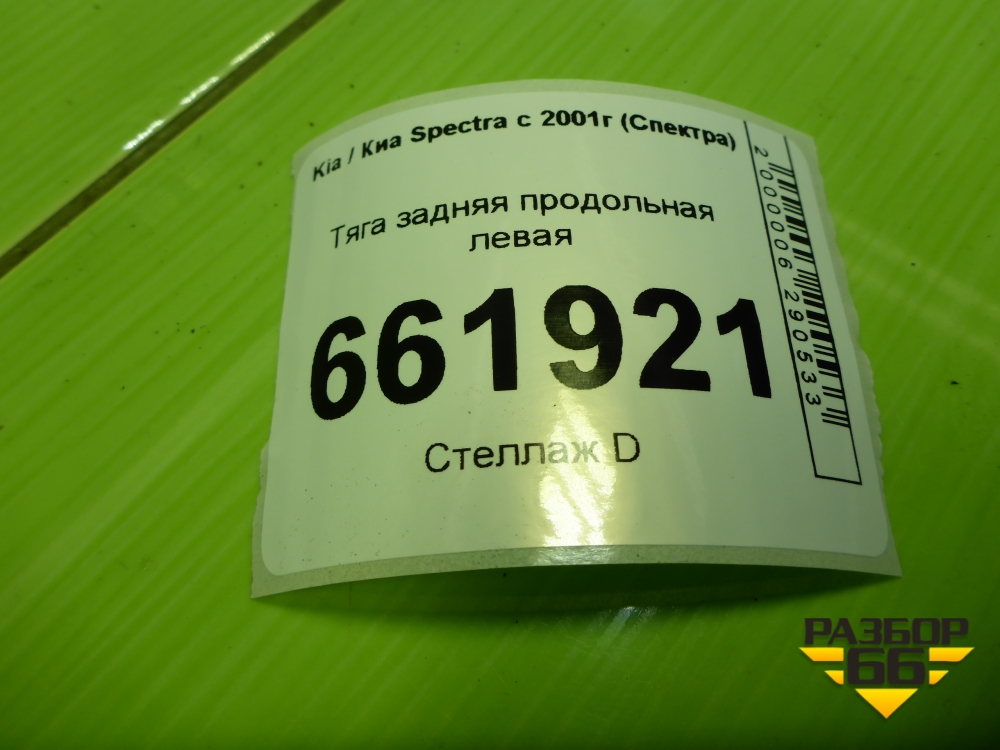 Kia / Киа Spectra с 2001г (Спектра)
Тяга задняя продольная
левая
661921
Стеллаж D
2000006290533
РАЗБОР
66